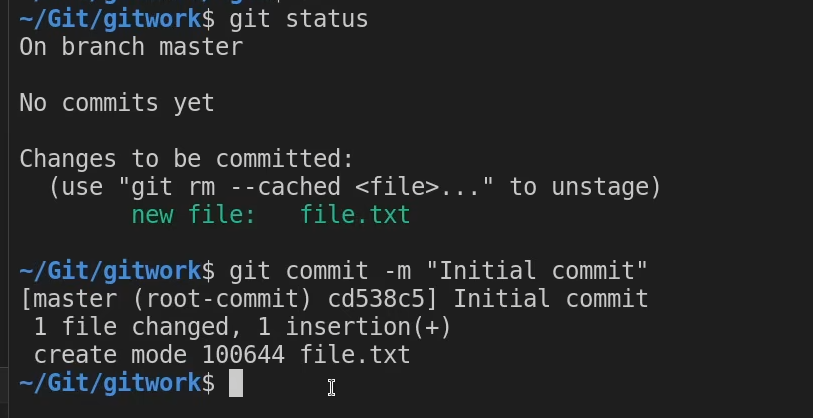 ~/Git/gitwork$ git status
On branch master
No commits yet
Changes to be committed:
  (use "git rm --cached <file>..." to unstage)
        new file:   file.txt
~/Git/gitwork$ git commit -m "Initial commit"
[master (root-commit) cd538c5] Initial commit
 1 file changed, 1 insertion(+)
 create mode 100644 file.txt
~/Git/gitwork$